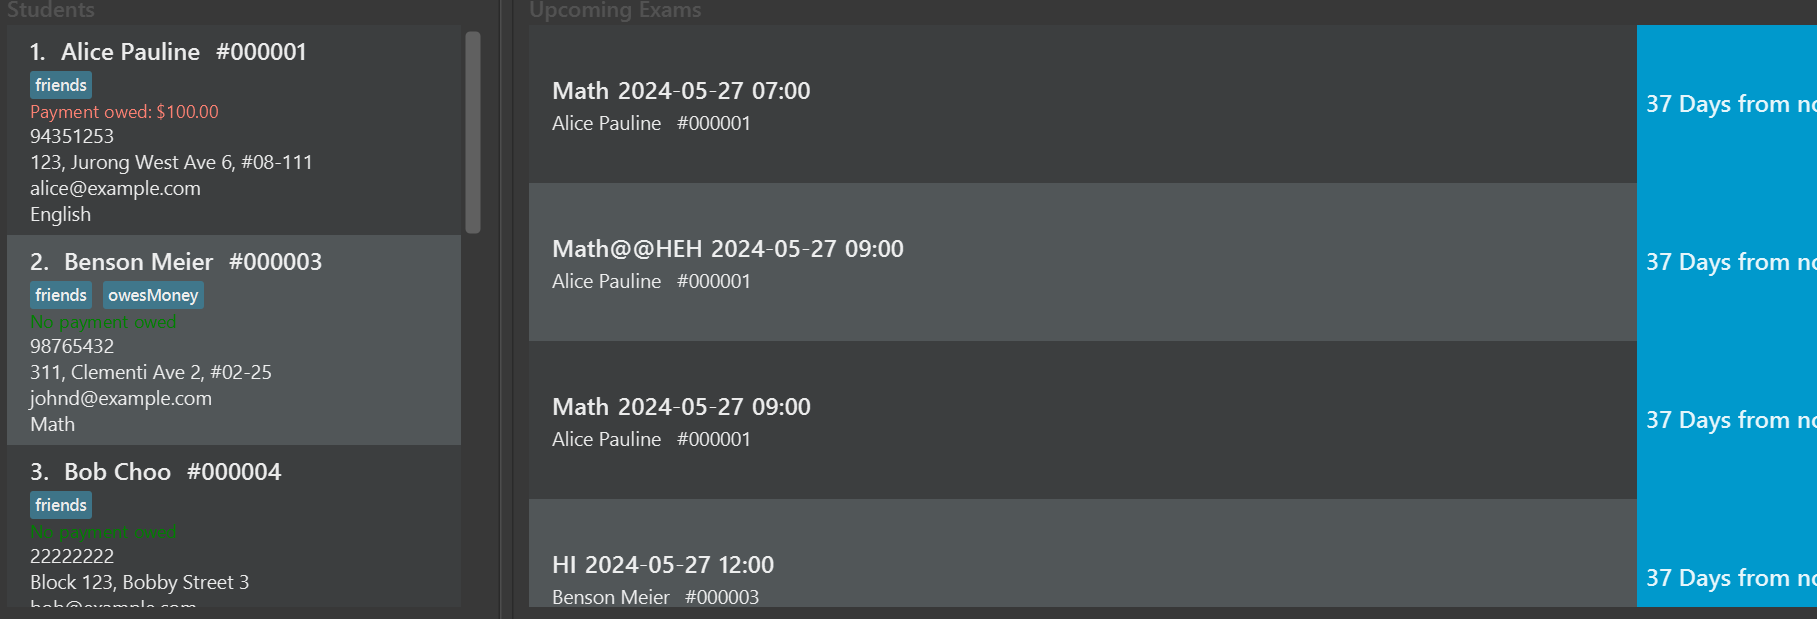 Students
1. Alice Pauline #000001
friends
Payment owed: $100.00
94351253
123, Jurong West Ave 6, #08-111
alice@example.com
English
2. Benson Meier #000003
friends owesMoney
No payment owed
98765432
311, Clementi Ave 2, #02-25
johnd@example.com
Math
3. Bob Choo #000004
friends
No payment owed
22222222
Block 123, Bobby Street 3
bob@example.com
Upcoming Exams
Math 2024-05-27 07:00
Alice Pauline #000001
37 Days from
Math@@HEH 2024-05-27 09:00
Alice Pauline #000001
37 Days from
Math 2024-05-27 09:00
Alice Pauline #000001
37 Days from
HI 2024-05-27 12:00
Benson Meier #000003
37 Days from